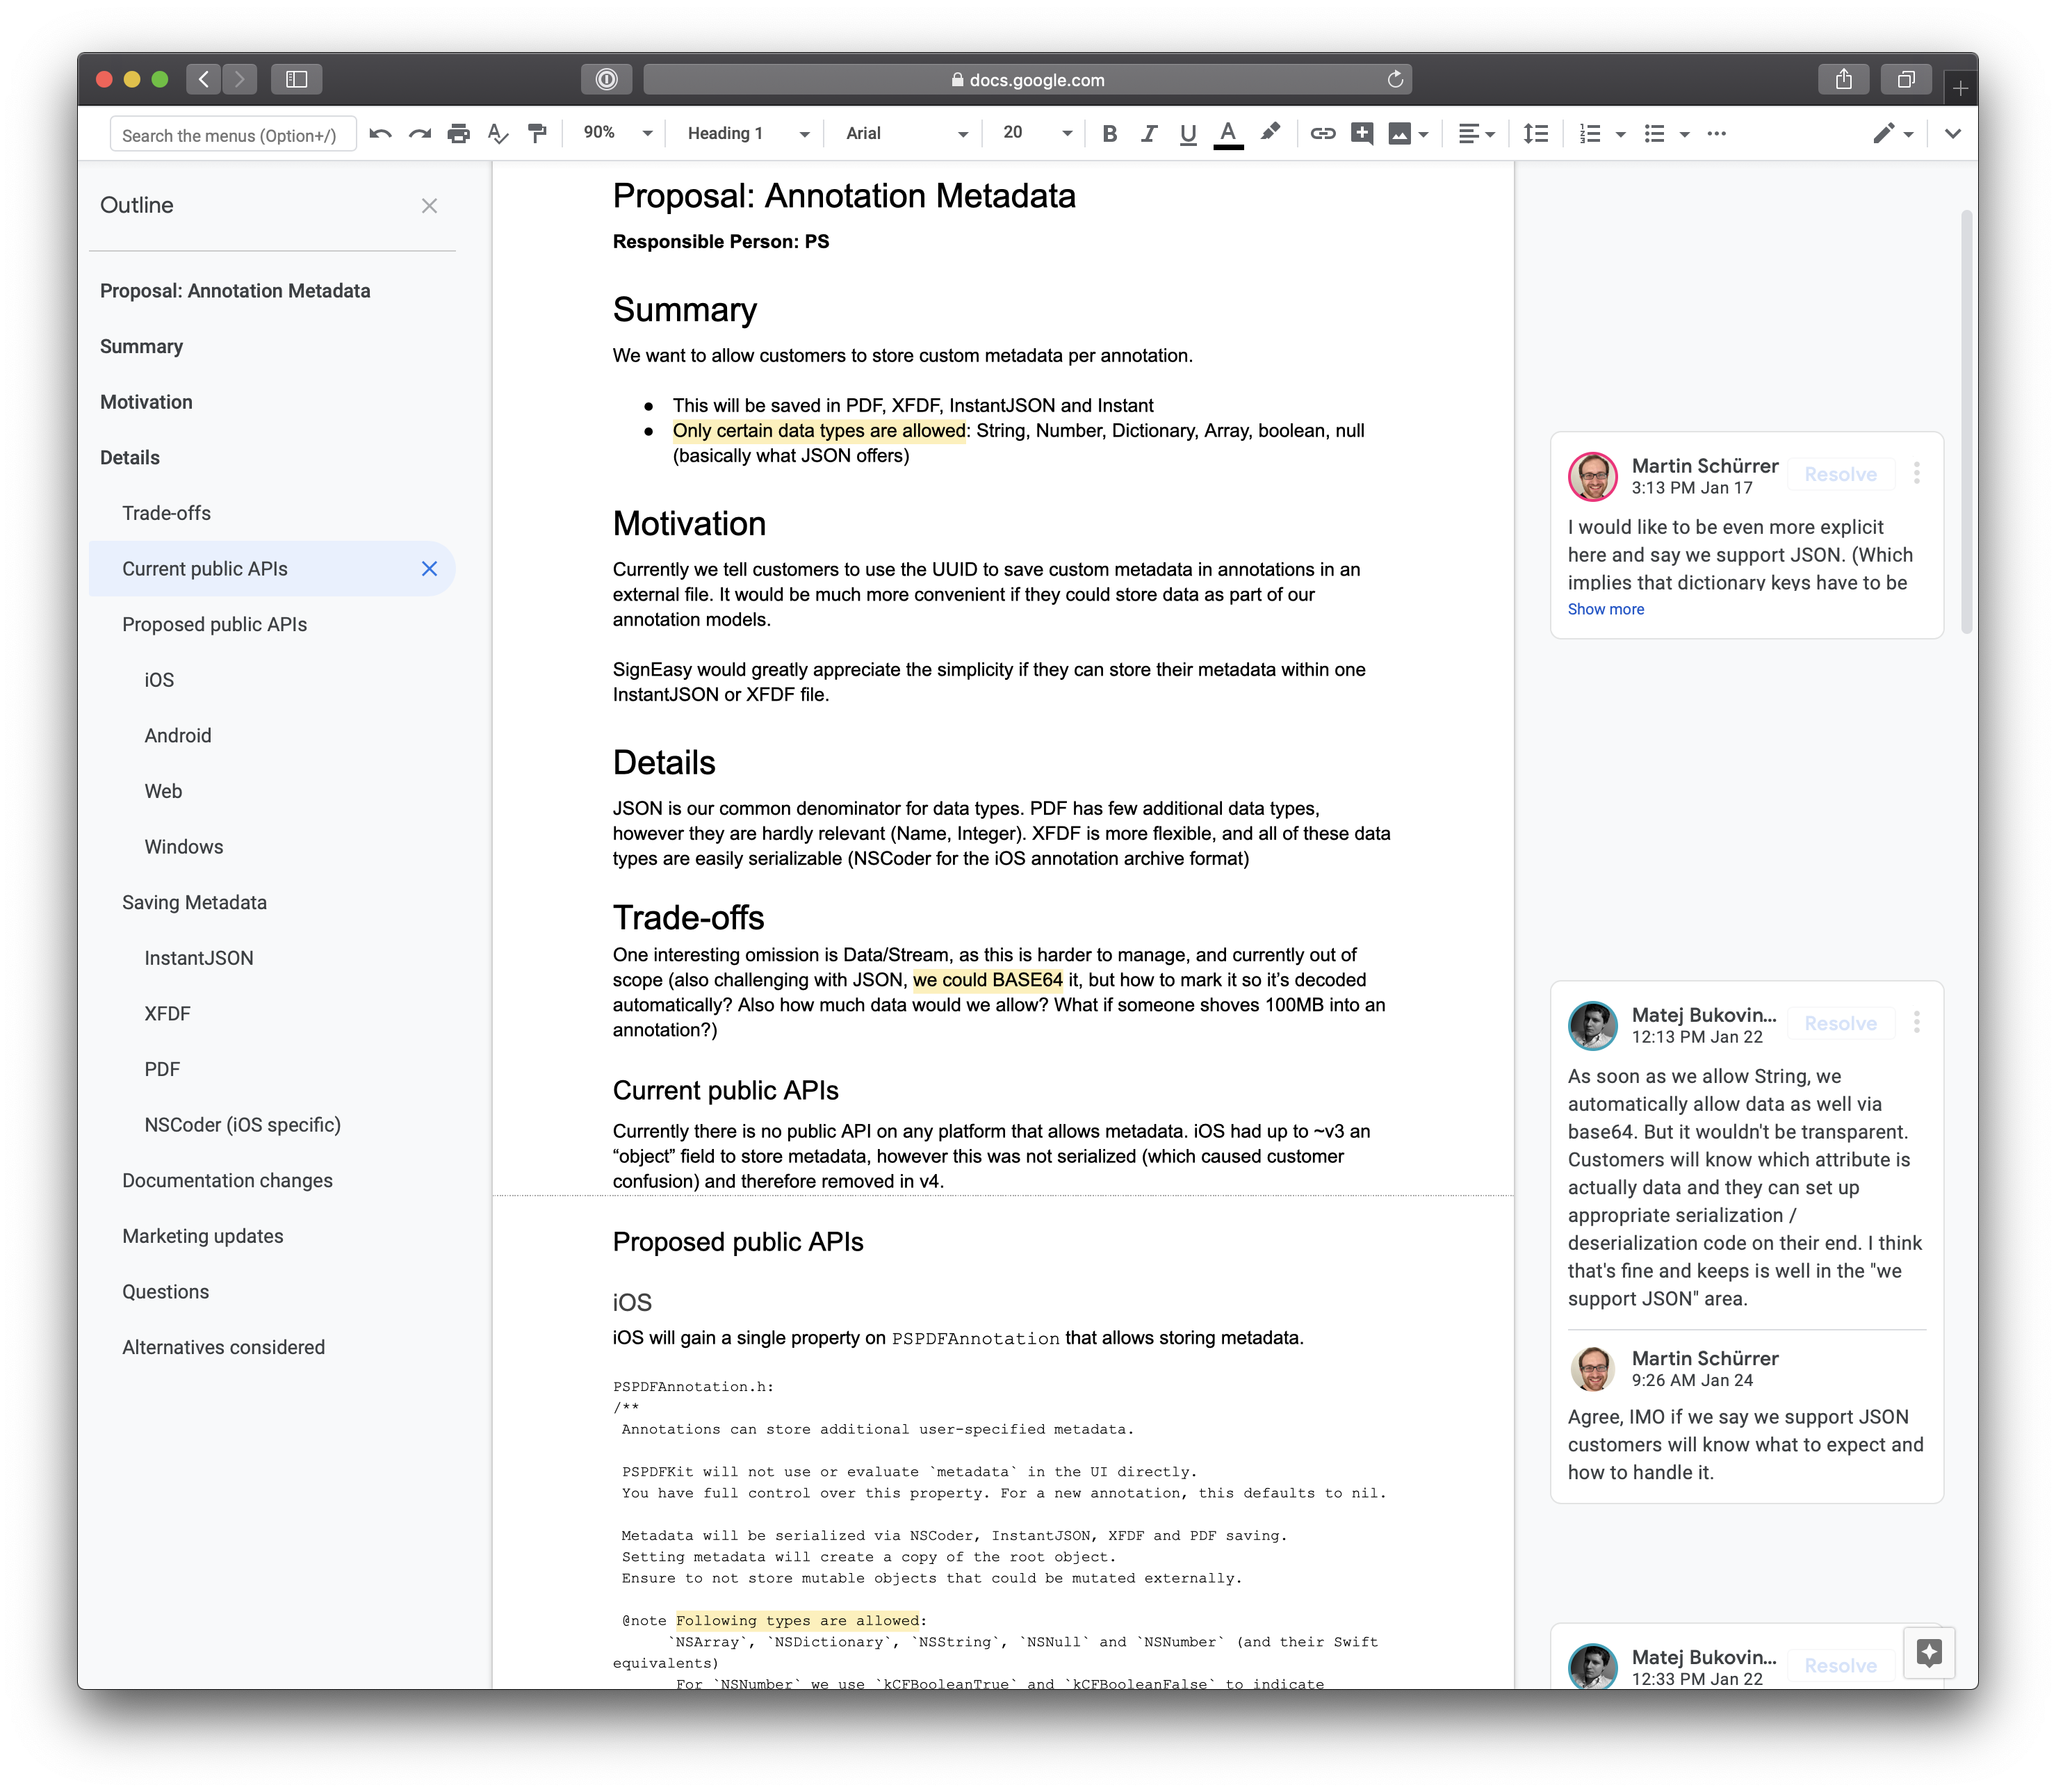 docs.google.com
Search the menus (Option+/)
90%
Heading 1
Arial
20
B
I
U
A
Outline
Proposal: Annotation Metadata
Summary
Motivation
Details
Trade-offs
Current public APIs
Proposed public APIs
iOS
Android
Web
Windows
Saving Metadata
InstantJSON
XFDF
PDF
NSCoder (iOS specific)
Documentation changes
Marketing updates
Questions
Alternatives considered
Proposal: Annotation Metadata
Responsible Person: PS
Summary
We want to allow customers to store custom metadata per annotation.
● This will be saved in PDF, XFDF, InstantJSON and Instant
● Only certain data types are allowed: String, Number, Dictionary, Array, boolean, null
(basically what JSON offers)
Motivation
Currently we tell customers to use the UUID to save custom metadata in annotations in an
external file. It would be much more convenient if they could store data as part of our
annotation models.
SignEasy would greatly appreciate the simplicity if they can store their metadata within one
InstantJSON or XFDF file.
Details
JSON is our common denominator for data types. PDF has few additional data types,
however they are hardly relevant (Name, Integer). XFDF is more flexible, and all of these data
types are easily serializable (NSCoder for the iOS annotation archive format)
Trade-offs
One interesting omission is Data/Stream, as this is harder to manage, and currently out of
scope (also challenging with JSON, we could BASE64 it, but how to mark it so it’s decoded
automatically? Also how much data would we allow? What if someone shoves 100MB into an
annotation?)
Current public APIs
Currently there is no public API on any platform that allows metadata. iOS had up to ~v3 an
“object” field to store metadata, however this was not serialized (which caused customer
confusion) and therefore removed in v4.
Proposed public APIs
iOS
iOS will gain a single property on PSPDFAnnotation that allows storing metadata.
PSPDFAnnotation.h:
/**
Annotations can store additional user-specified metadata.
PSPDFKit will not use or evaluate `metadata` in the UI directly.
You have full control over this property. For a new annotation, this defaults to nil.
Metadata will be serialized via NSCoder, InstantJSON, XFDF and PDF saving.
Setting metadata will create a copy of the root object.
Ensure to not store mutable objects that could be mutated externally.
@note Following types are allowed:
`NSArray`, `NSDictionary`, `NSString`, `NSNull` and `NSNumber` (and their Swift
equivalents)
For `NSNumber` we use `kCFBooleanTrue` and `kCFBooleanFalse` to indicate
Martin Schürrer
Resolve
3:13 PM Jan 17
I would like to be even more explicit
here and say we support JSON. (Which
implies that dictionary keys have to be
Show more
Matej Bukovin...
Resolve
12:13 PM Jan 22
As soon as we allow String, we
automatically allow data as well via
base64. But it wouldn't be transparent.
Customers will know which attribute is
actually data and they can set up
appropriate serialization /
deserialization code on their end. I think
that's fine and keeps is well in the "we
support JSON" area.
Martin Schürrer
9:26 AM Jan 24
Agree, IMO if we say we support JSON
customers will know what to expect and
how to handle it.
Matej Bukovin...
Resolve
12:33 PM Jan 22